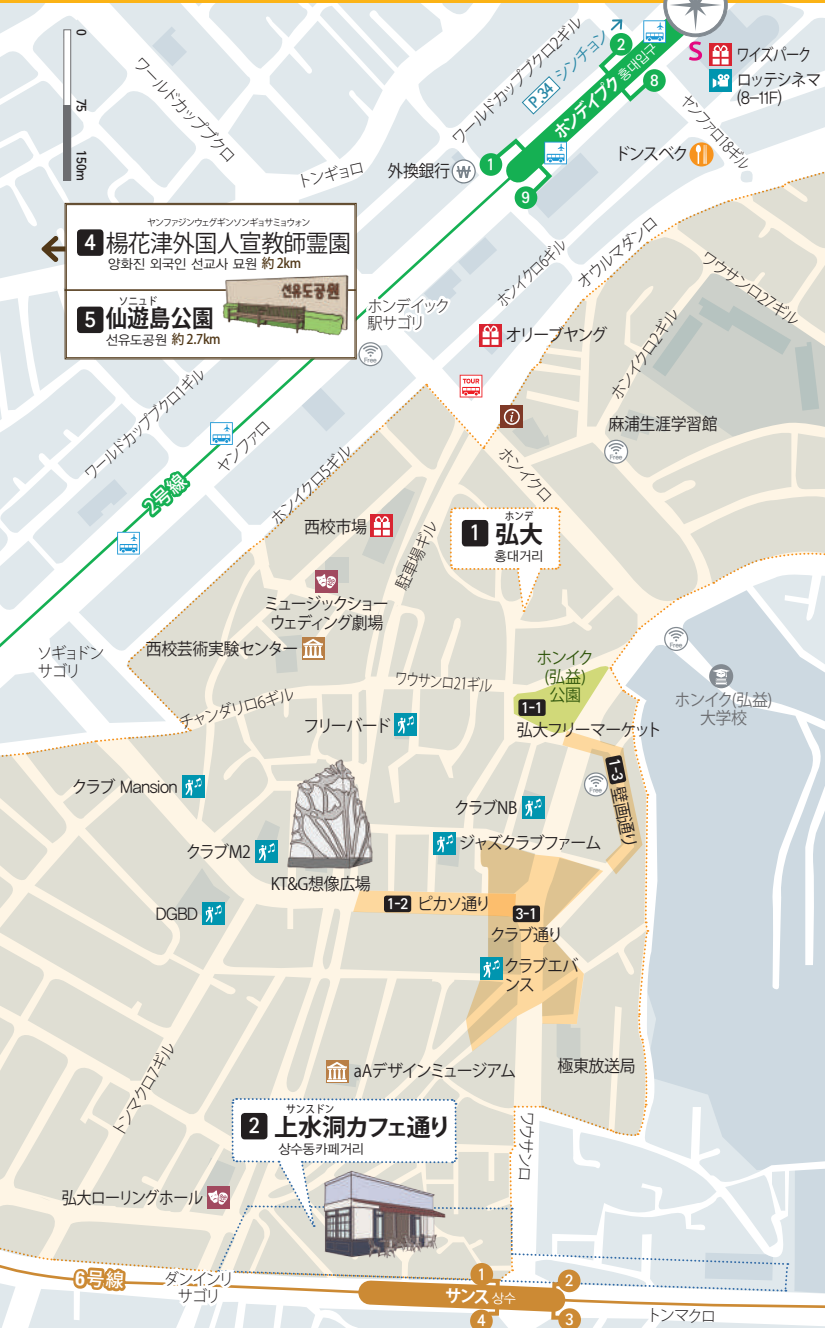 S
ワイズパーク
ロッテシネマ
(8-11F)
0
75
150m
ワールドカップブクロ
ワールドカップブクロ2ギル
P.34 シンチョン
2
ホンデイプク 홍대입구
8
ヤンファロ18ギル
ドンスベク
トンギョロ
外換銀行
1
9
ヤンファジンウェグギンソンギョサミョウォン
4 楊花津外国人宣教師霊園
양화진 외국인 선교사 묘원 約 2km
ソニュド
5 仙遊島公園
선유도공원 約 2.7km
선유도공원
ホンデイック
駅サゴリ
Free
ホンイクロ6ギル
オウルマダンロ
ワウサンロ27ギル
オリーブヤング
ホンイクロ2ギル
TOUR
麻浦生涯学習館
Free
ワールドカップブクロ1ギル
ヤンファロ
2号線
ホンイクロ5ギル
ホンイクロ
西校市場
駐車場ギル
ホンデ
1 弘大
홍대거리
ミュージックショー
ウェディング劇場
西校芸術実験センター
ソギョドン
サゴリ
ワウサンロ21ギル
ホンイク
(弘益)
公園
Free
ホンイク(弘益)
大学校
チャンダリロ6ギル
フリーバード
1-1
弘大フリーマーケット
1-3 壁画通り
Free
クラブ Mansion
クラブNB
クラブM2
ジャズクラブファーム
KT&G想像広場
1-2 ピカソ通り
DGBD
3-1
クラブ通り
クラブエバ
ンス
aAデザインミュージアム
極東放送局
トンマクロ7ギル
サンスドン
2 上水洞カフェ通り
상수동카페거리
ワウサンロ
弘大ローリングホール
6号線
ダンインリ
サゴリ
1
2
サンス 상수
4
3
トンマクロ